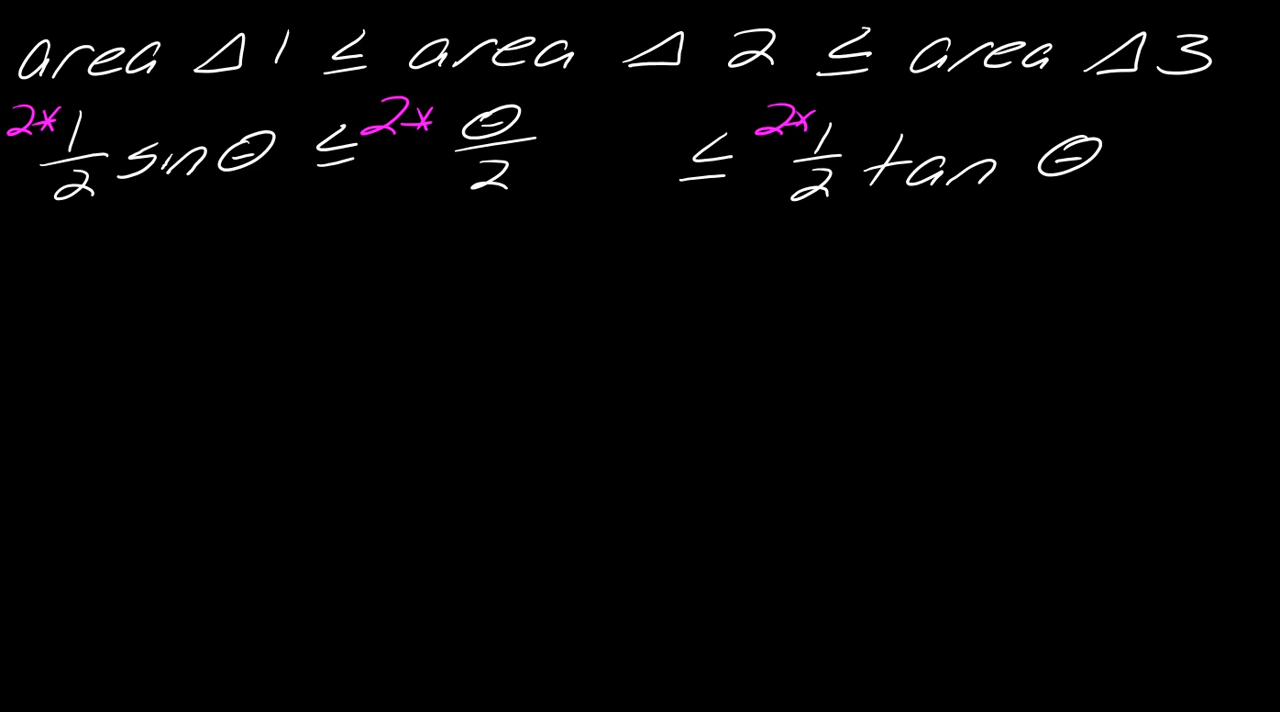 area Δ 1 ≤ area Δ 2 ≤ area Δ 3
2* 1/2 sin θ ≤ 2* θ/2 ≤ 2* 1/2 tan θ